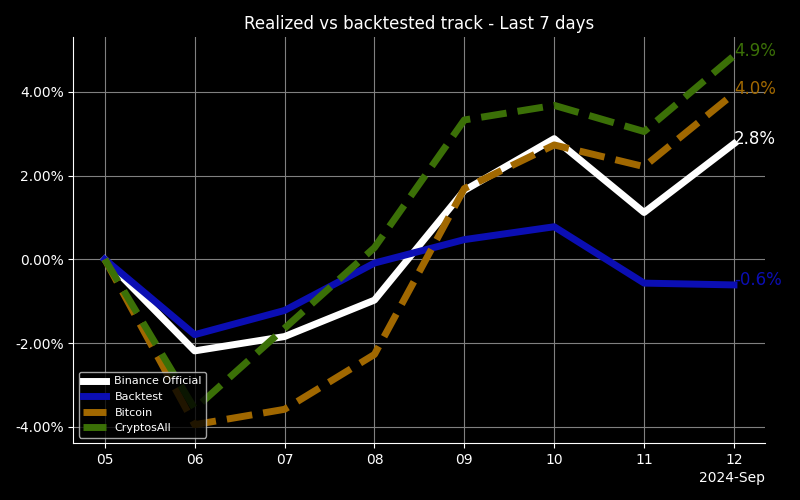 Realized vs backtested track - Last 7 days
4.9%
4.0%
2.8%
-0.6%
4.00%
2.00%
0.00%
-2.00%
-4.00%
Binance Official
Backtest
Bitcoin
CryptosAll
05 06 07 08 09 10 11 12
2024-Sep